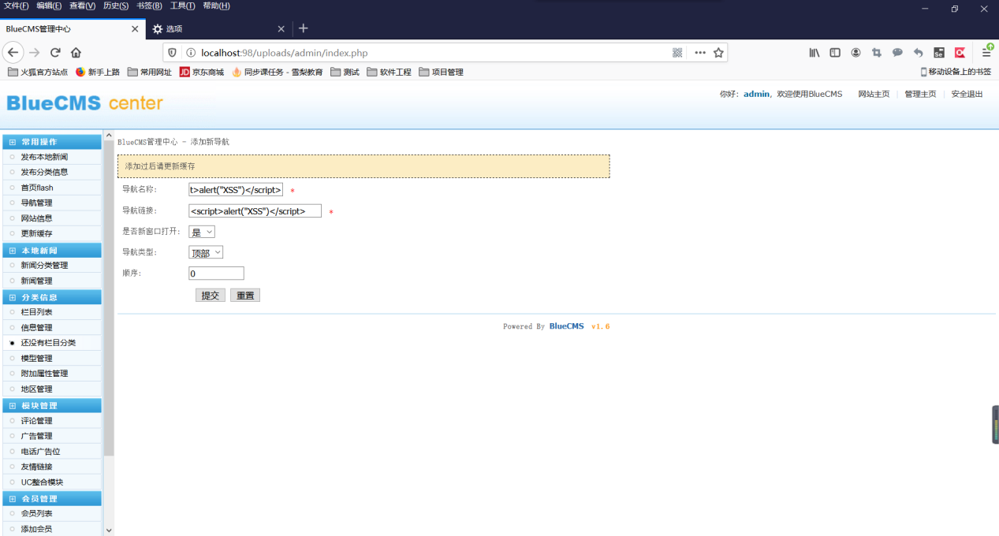 文件(F) 编辑(E) 查看(V) 历史(S) 书签(B) 工具(T) 帮助(H)
BlueCMS管理中心 选项
localhost:98/uploads/admin/index.php
火狐官方站点 新手上路 常用网址 JD 京东商城 同步课任务 - 雪梨教育 测试 软件工程 项目管理 移动设备上的书签
BlueCMS center
你好: admin, 欢迎使用BlueCMS 网站主页 管理主页 安全退出
常用操作
发布本地新闻
发布分类信息
首页flash
导航管理
网站信息
更新缓存
本地新闻
新闻分类管理
新闻管理
分类信息
栏目列表
信息管理
还没有栏目分类
模型管理
附加属性管理
地区管理
模块管理
评论管理
广告管理
电话广告位
友情链接
UC整合模块
会员管理
会员列表
添加会员
BlueCMS管理中心 - 添加新导航
添加过后请更新缓存
导航名称: t>alert("XSS")</script> *
导航链接: <script>alert("XSS")</script> *
是否新窗口打开: 是
导航类型: 顶部
顺序: 0
提交 重置
Powered By BlueCMS v1.6